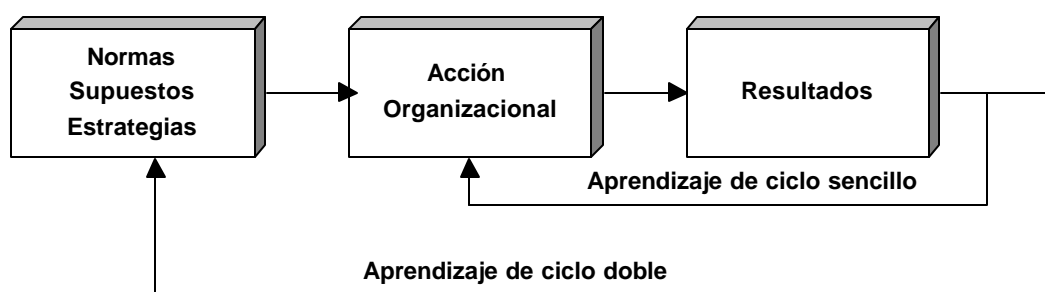 Normas
Supuestos
Estrategias
Acción
Organizacional
Resultados
Aprendizaje de ciclo sencillo
Aprendizaje de ciclo doble